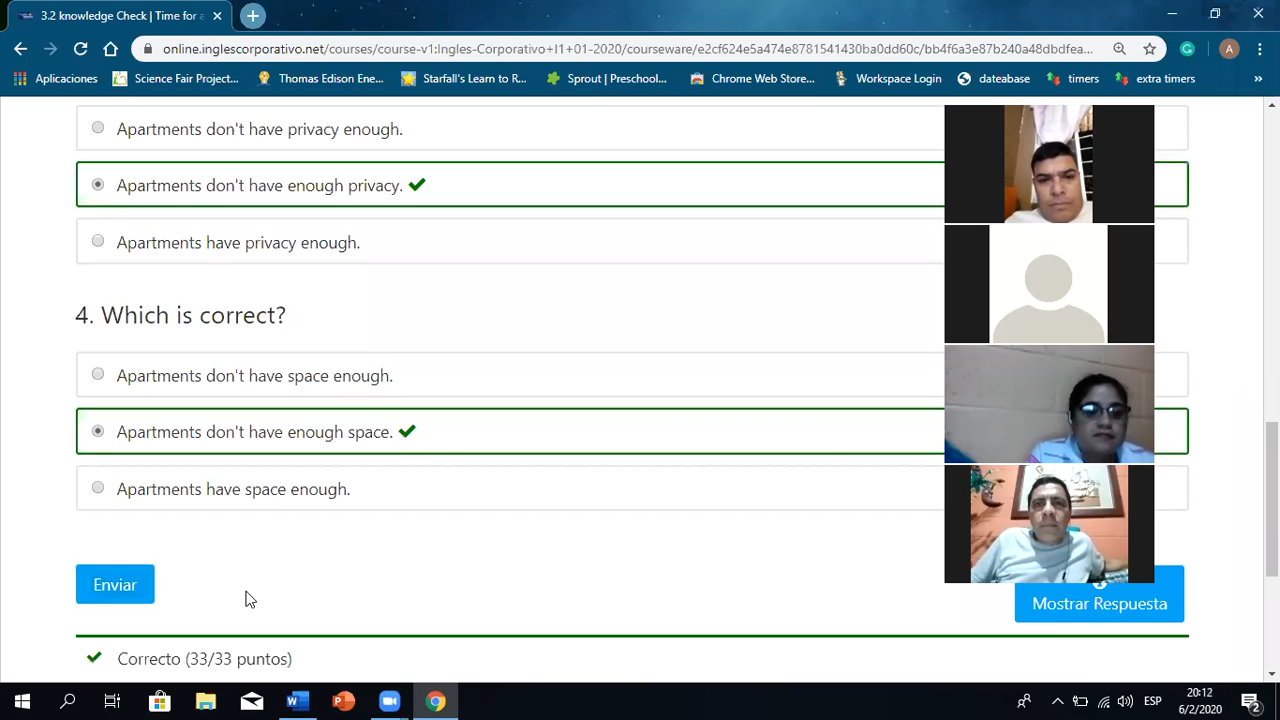 3.2 knowledge Check | Time for a
online.inglescorporativo.net/courses/course-v1:Ingles-Corporativo+I1+01-2020/courseware/e2cf624e5a474e8781541430ba0dd60c/bb4f6a3e87b240a48dbdfea...
A
Aplicaciones
Science Fair Project...
Thomas Edison Ene...
Starfall's Learn to R...
Sprout | Preschool...
Chrome Web Store...
Workspace Login
dateabase
timers
extra timers
»
Apartments don't have privacy enough.
Apartments don't have enough privacy.
Apartments have privacy enough.
4. Which is correct?
Apartments don't have space enough.
Apartments don't have enough space.
Apartments have space enough.
Enviar
Mostrar Respuesta
Correcto (33/33 puntos)
ESP
20:12
6/2/2020
2